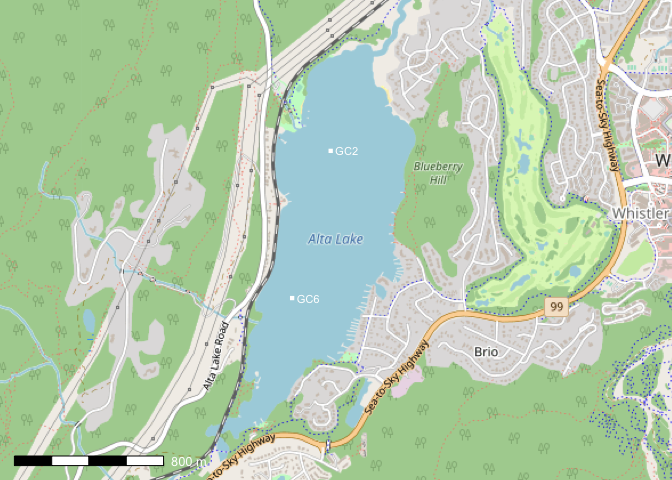 Sea-to-Sky Highway
GC2
W
Blueberry
Hill
Whistler
Alta Lake
GC6
99
Alta Lake Road
Brio
Sea-to-Sky Highway
Sea-to-Sky Highway
800 m